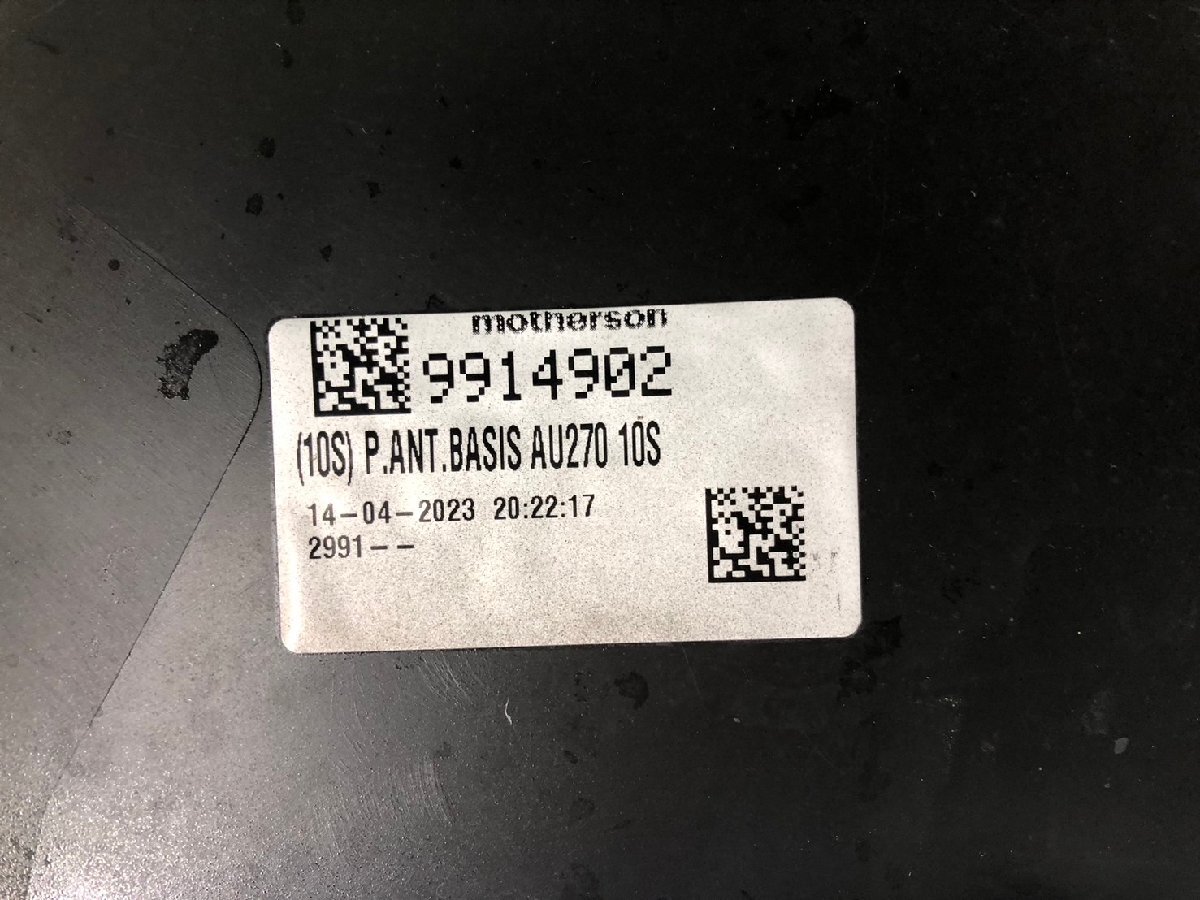 motherson
9914902
(10S) P.ANT.BASIS AU270 10S
14-04-2023 20:22:17
2991--